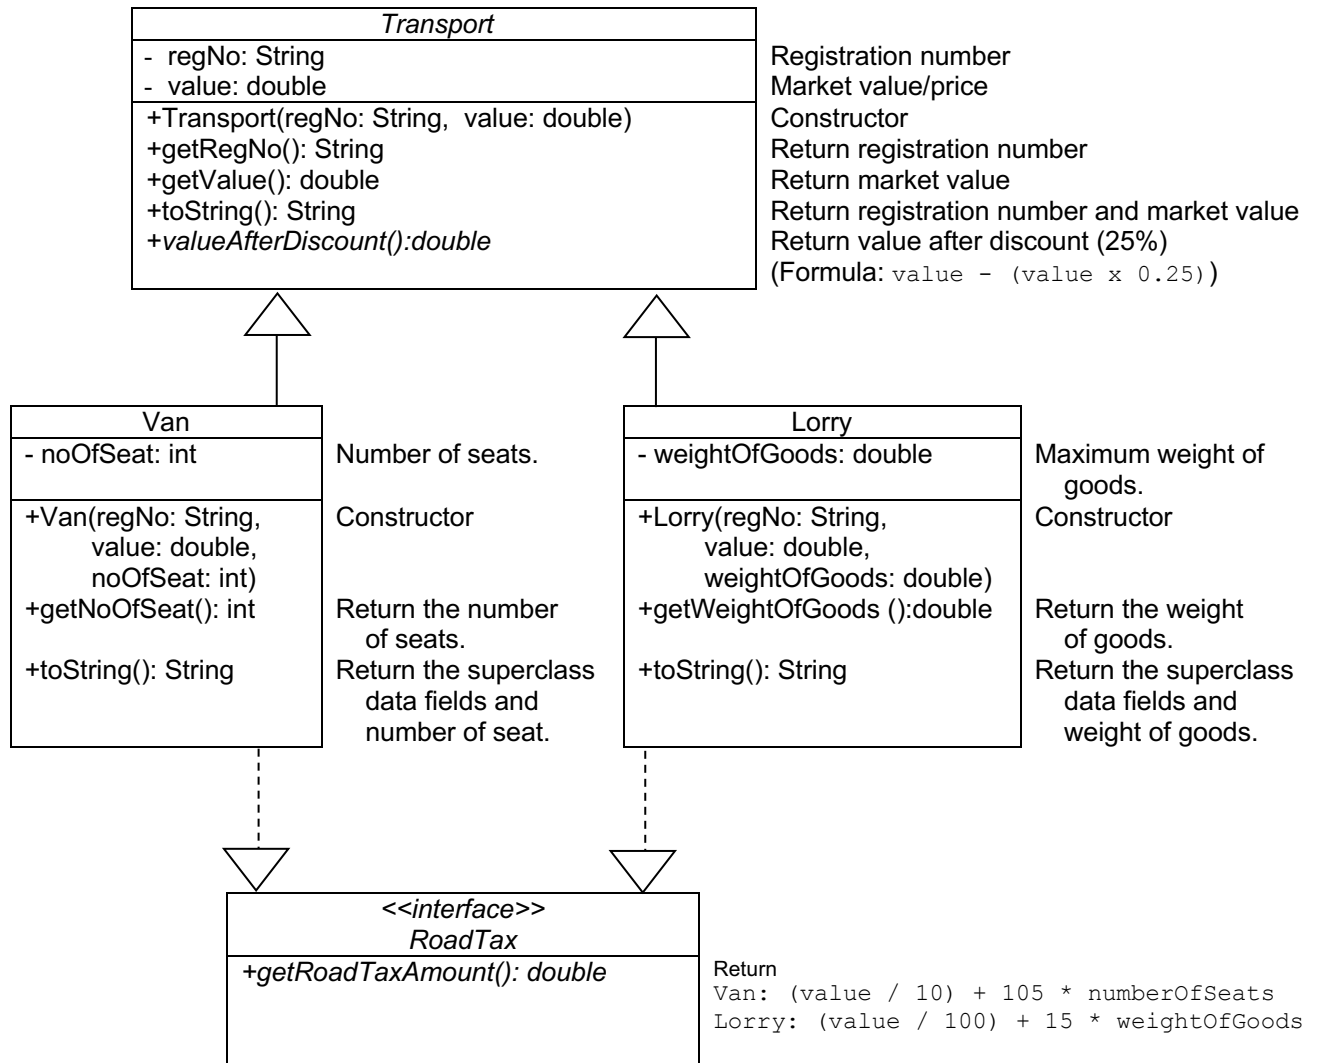 Transport
- regNo: String
- value: double
Registration number
Market value/price
+Transport(regNo: String, value: double)
+getRegNo(): String
+getValue(): double
+toString(): String
+valueAfterDiscount():double
Constructor
Return registration number
Return market value
Return registration number and market value
Return value after discount (25%)
(Formula: value - (value x 0.25))
Van
- noOfSeat: int
Number of seats.
+Van(regNo: String,
value: double,
noOfSeat: int)
+getNoOfSeat(): int
+toString(): String
Constructor
Return the number
of seats.
Return the superclass
data fields and
number of seat.
Lorry
- weightOfGoods: double
Maximum weight of
goods.
+Lorry(regNo: String,
value: double,
weightOfGoods: double)
+getWeightOfGoods ():double
+toString(): String
Constructor
Return the weight
of goods.
Return the superclass
data fields and
weight of goods.
<<interface>>
RoadTax
+getRoadTaxAmount(): double
Return
Van: (value / 10) + 105 * numberOfSeats
Lorry: (value / 100) + 15 * weightOfGoods